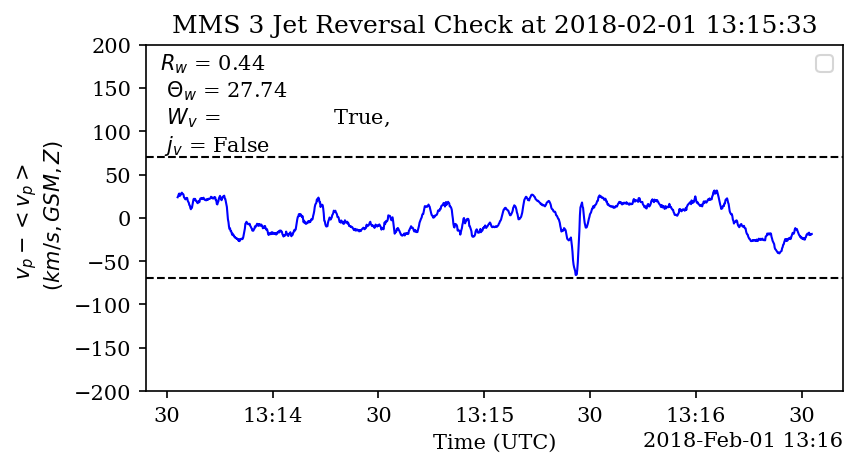 MMS 3 Jet Reversal Check at 2018-02-01 13:15:33
R_w = 0.44
Θ_w = 27.74
W_v = True,
j_v = False
v_p − < v_p >
(km/s, GSM, Z)
200
150
100
50
0
−50
−100
−150
−200
30 13:14 30 13:15 30 13:16 30
Time (UTC)
2018-Feb-01 13:16